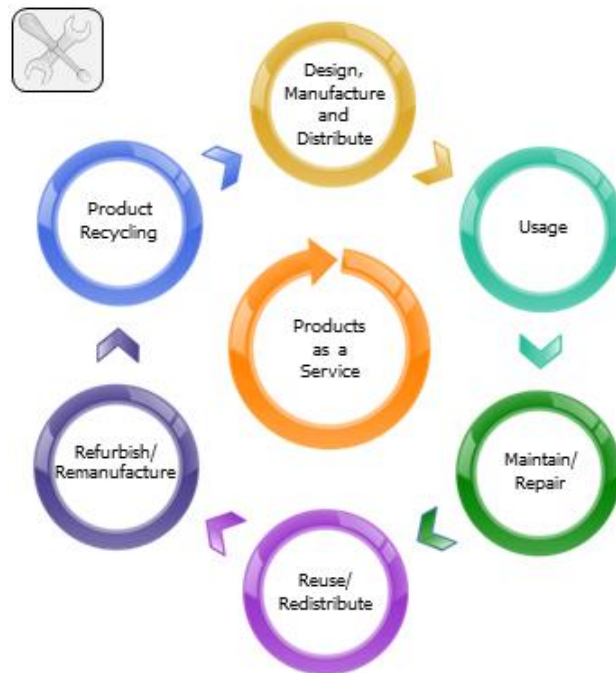 Design,
Manufacture
and
Distribute
Usage
Maintain/
Repair
Reuse/
Redistribute
Refurbish/
Remanufacture
Product
Recycling
Products
as a
Service